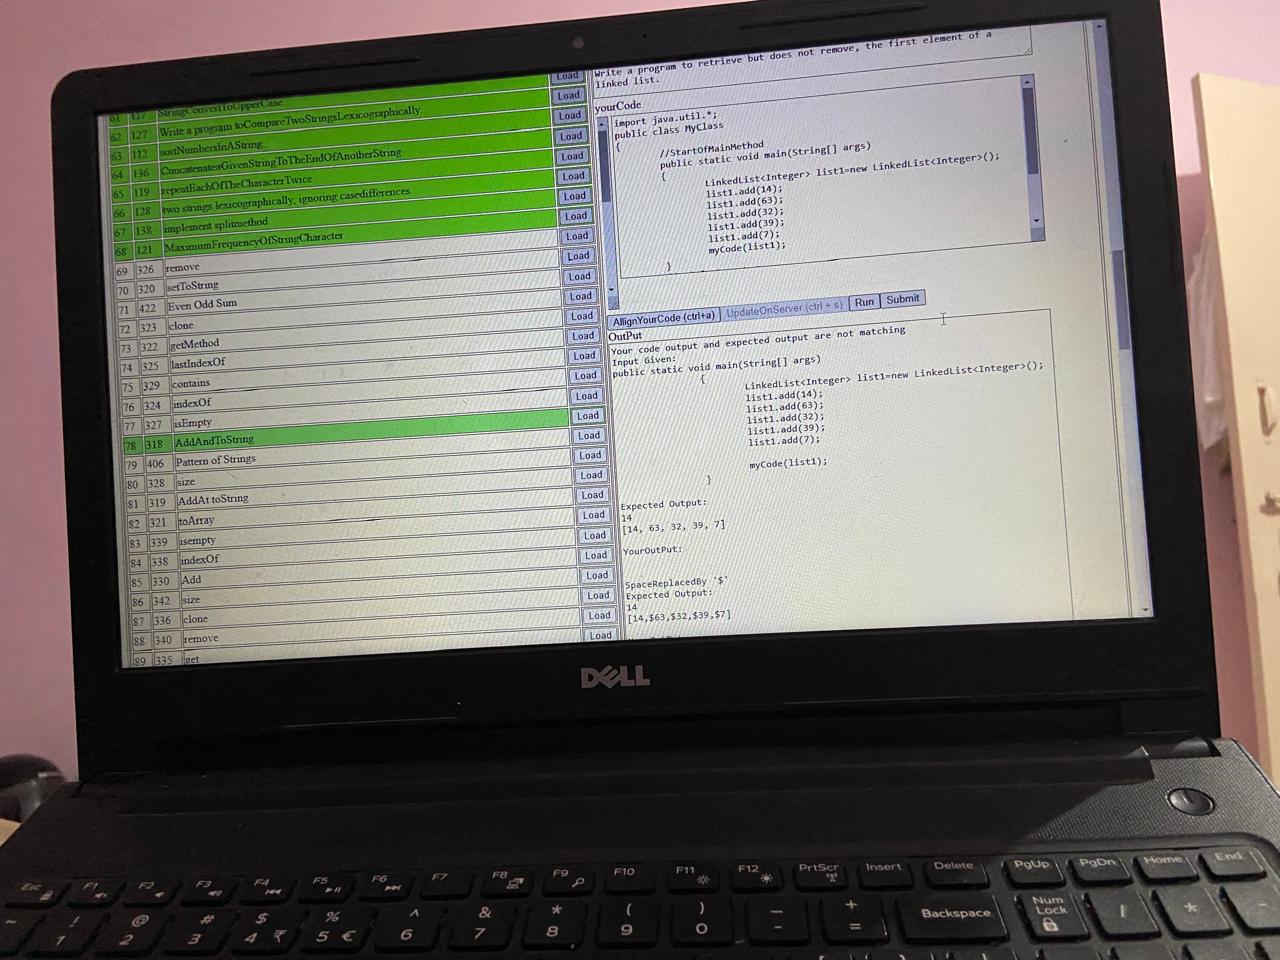 Load
61 117 StringConvertToUpperCase Load
62 127 Write a program toCompareTwoStringsLexicographically. Load
63 112 sortNumbersInAString. Load
64 136 ConcatenateaGivenStringToTheEndOfAnotherString Load
65 119 repeatEachOfTheCharacterTwice Load
66 128 two strings lexicographically, ignoring casedifferences Load
67 138 implement splitmethod Load
68 121 MaximumFrequencyOfStringCharacter Load
69 326 remove Load
70 320 setToString Load
71 422 Even Odd Sum Load
72 323 clone Load
73 322 getMethod Load
74 325 lastIndexOf Load
75 329 contains Load
76 324 indexOf Load
77 327 isEmpty Load
78 318 AddAndToString Load
79 406 Pattern of Strings Load
80 328 size Load
81 319 AddAt toString Load
82 321 toArray Load
83 339 isempty Load
84 338 indexOf Load
85 330 Add Load
86 342 size Load
87 336 clone Load
88 340 remove Load
89 335 get
Write a program to retrieve but does not remove, the first element of a
linked list.
yourCode
import java.util.*;
public class MyClass
{
//StartOfMainMethod
public static void main(String[] args)
{
LinkedList<Integer> list1=new LinkedList<Integer>();
list1.add(14);
list1.add(63);
list1.add(32);
list1.add(39);
list1.add(7);
myCode(list1);
}
AllignYourCode (ctrl+a) UpdateOnServer (ctrl + s) Run Submit
OutPut
Your code output and expected output are not matching
Input Given:
public static void main(String[] args)
{
LinkedList<Integer> list1=new LinkedList<Integer>();
list1.add(14);
list1.add(63);
list1.add(32);
list1.add(39);
list1.add(7);
myCode(list1);
}
Expected Output:
14
[14, 63, 32, 39, 7]
YourOutPut:
SpaceReplacedBy '$'
Expected Output:
14
[14,$63,$32,$39,$7]
DELL
Esc F1 F2 F3 F4 F5 F6 F7 F8 F9 F10 F11 F12 PrtScr Insert Delete PgUp PgDn Home End
~ ! @ # $ % ^ & * ( ) _ + Backspace Num Lock / * -
1 2 3 4 ₹ 5 € 6 7 8 9 0 - =